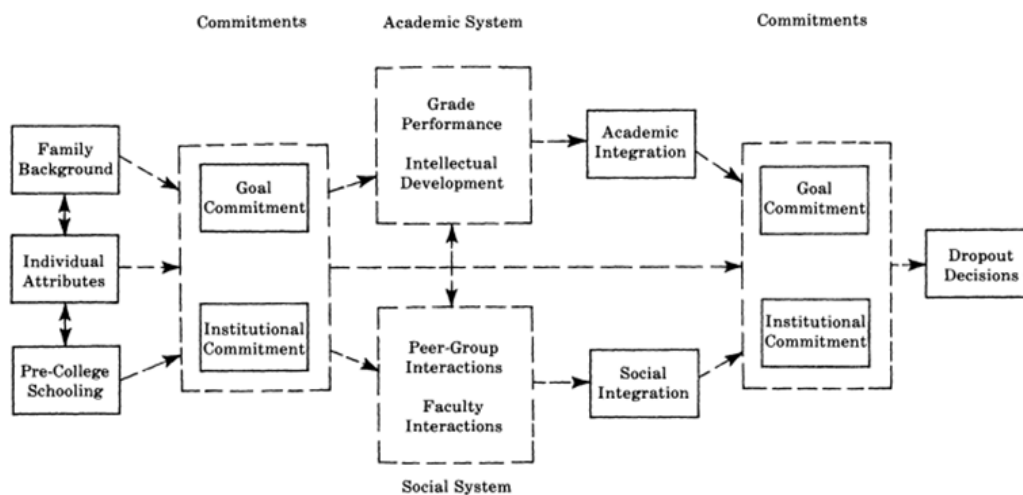 Commitments
Academic System
Commitments
Family
Background
Individual
Attributes
Pre-College
Schooling
Goal
Commitment
Institutional
Commitment
Grade
Performance
Intellectual
Development
Peer-Group
Interactions
Faculty
Interactions
Social System
Academic
Integration
Social
Integration
Goal
Commitment
Institutional
Commitment
Dropout
Decisions